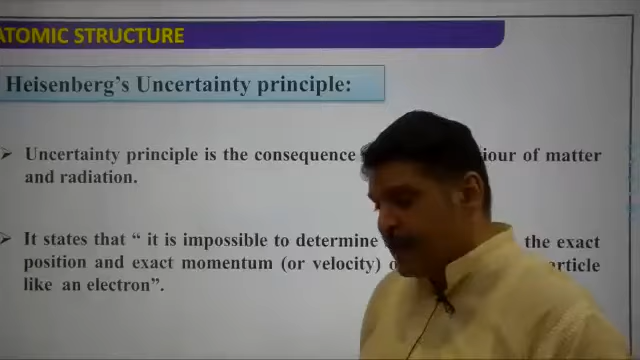 ATOMIC STRUCTURE
Heisenberg's Uncertainty principle:
➢ Uncertainty principle is the consequence iour of matter
and radiation.
➢ It states that “ it is impossible to determine the exact
position and exact momentum (or velocity) article
like an electron”.